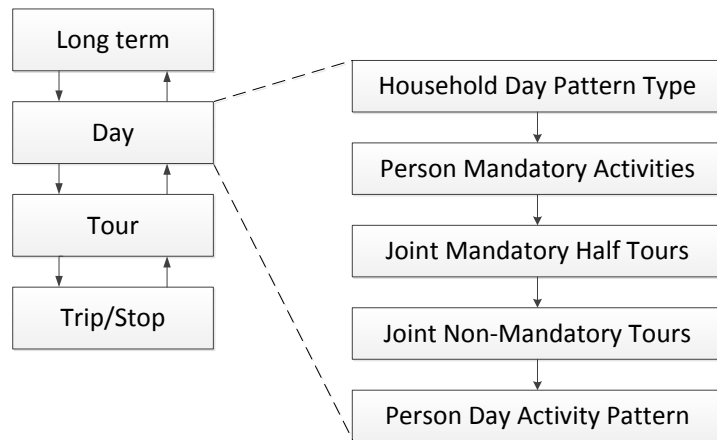 Long term
Day
Tour
Trip/Stop
Household Day Pattern Type
Person Mandatory Activities
Joint Mandatory Half Tours
Joint Non-Mandatory Tours
Person Day Activity Pattern